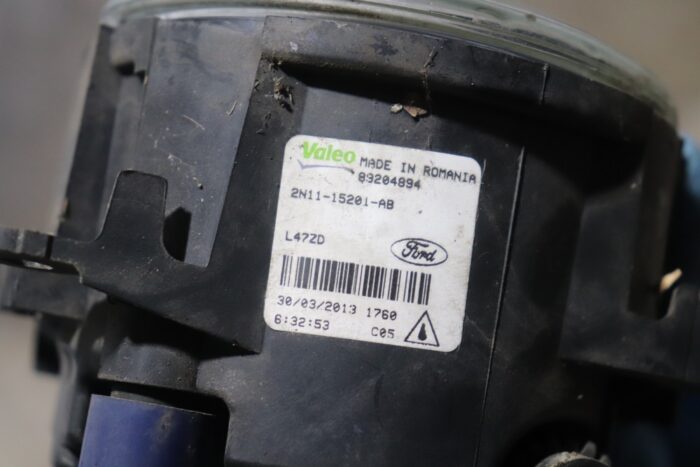 Valeo MADE IN ROMANIA
89204894
2N11-15201-AB
L47ZD
Ford
30/03/2013 1760
6:32:53 C05